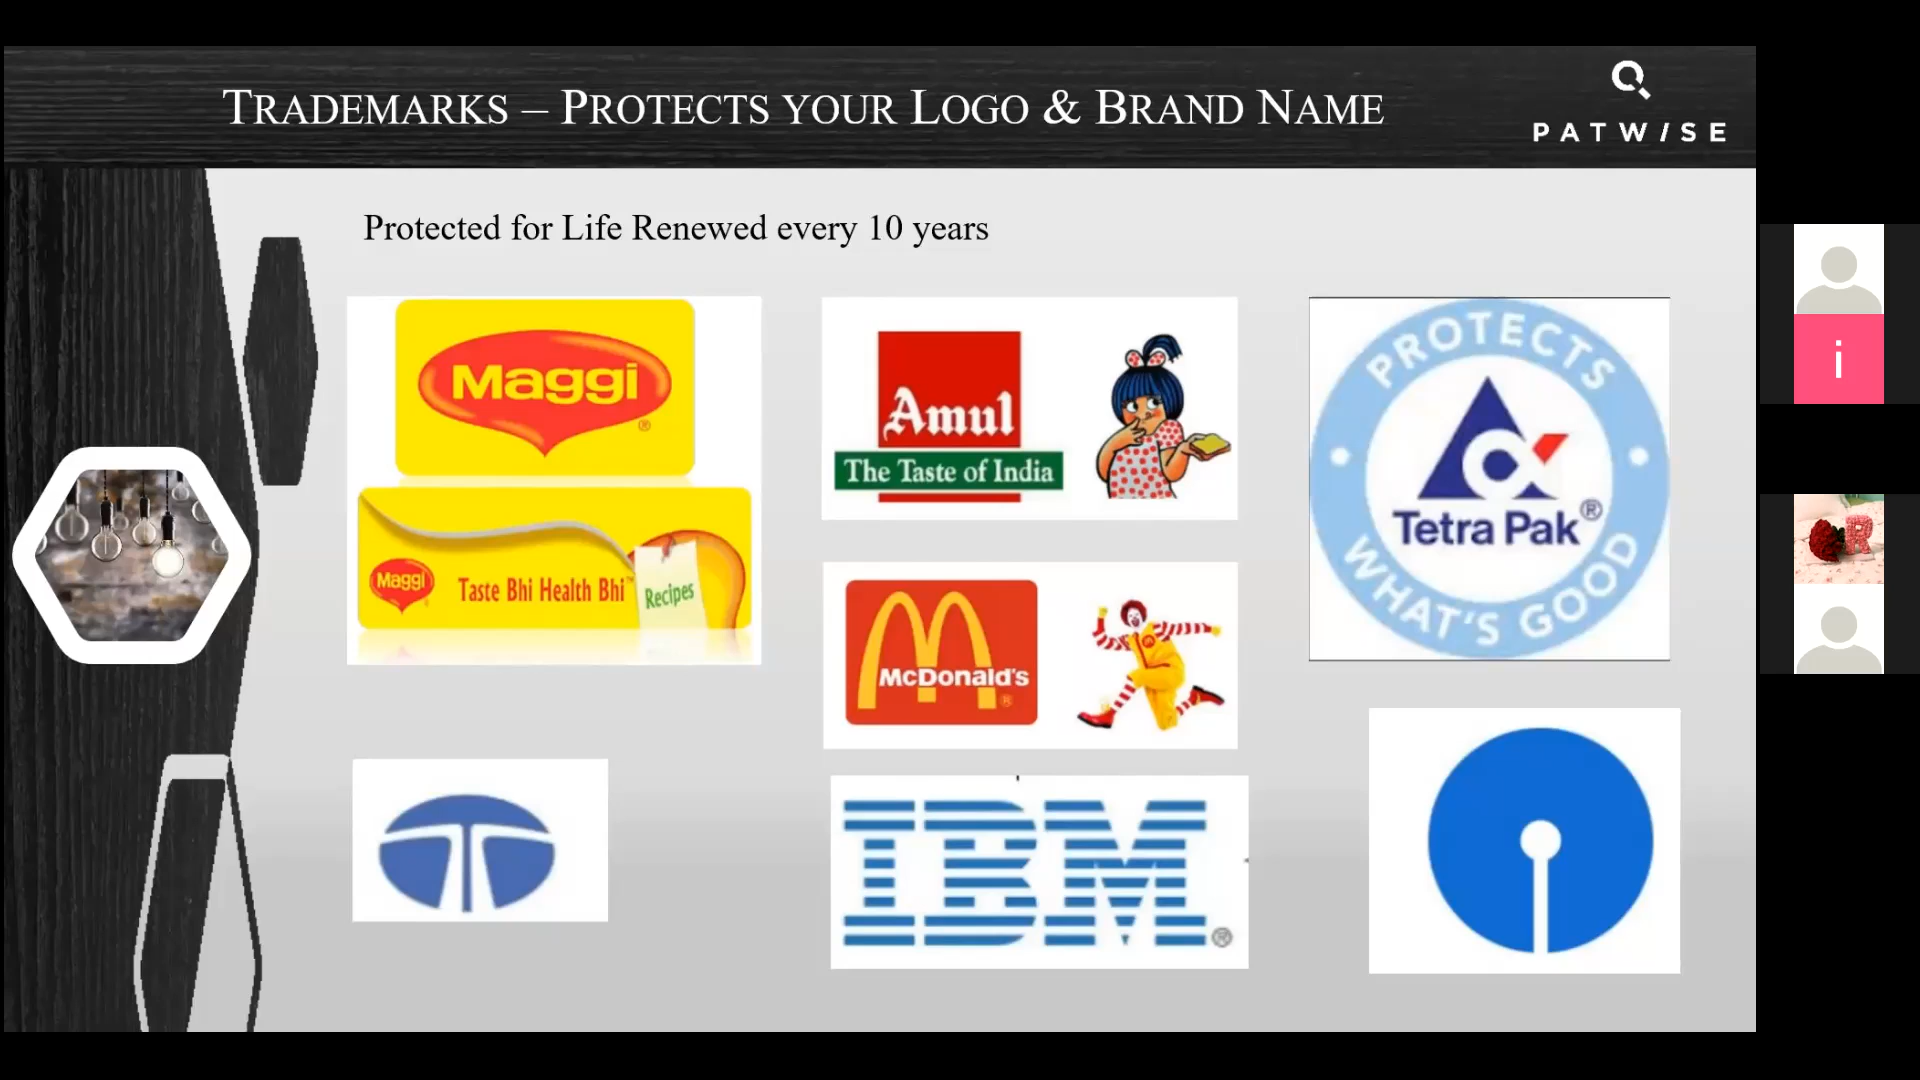 TRADEMARKS – PROTECTS YOUR LOGO & BRAND NAME
PATWISE
Protected for Life Renewed every 10 years
Maggi®
Maggi
Taste Bhi Health Bhi™
Recipes
Amul
The Taste of India
McDonald's®
IBM®
PROTECTS
Tetra Pak®
WHAT'S GOOD
i
R